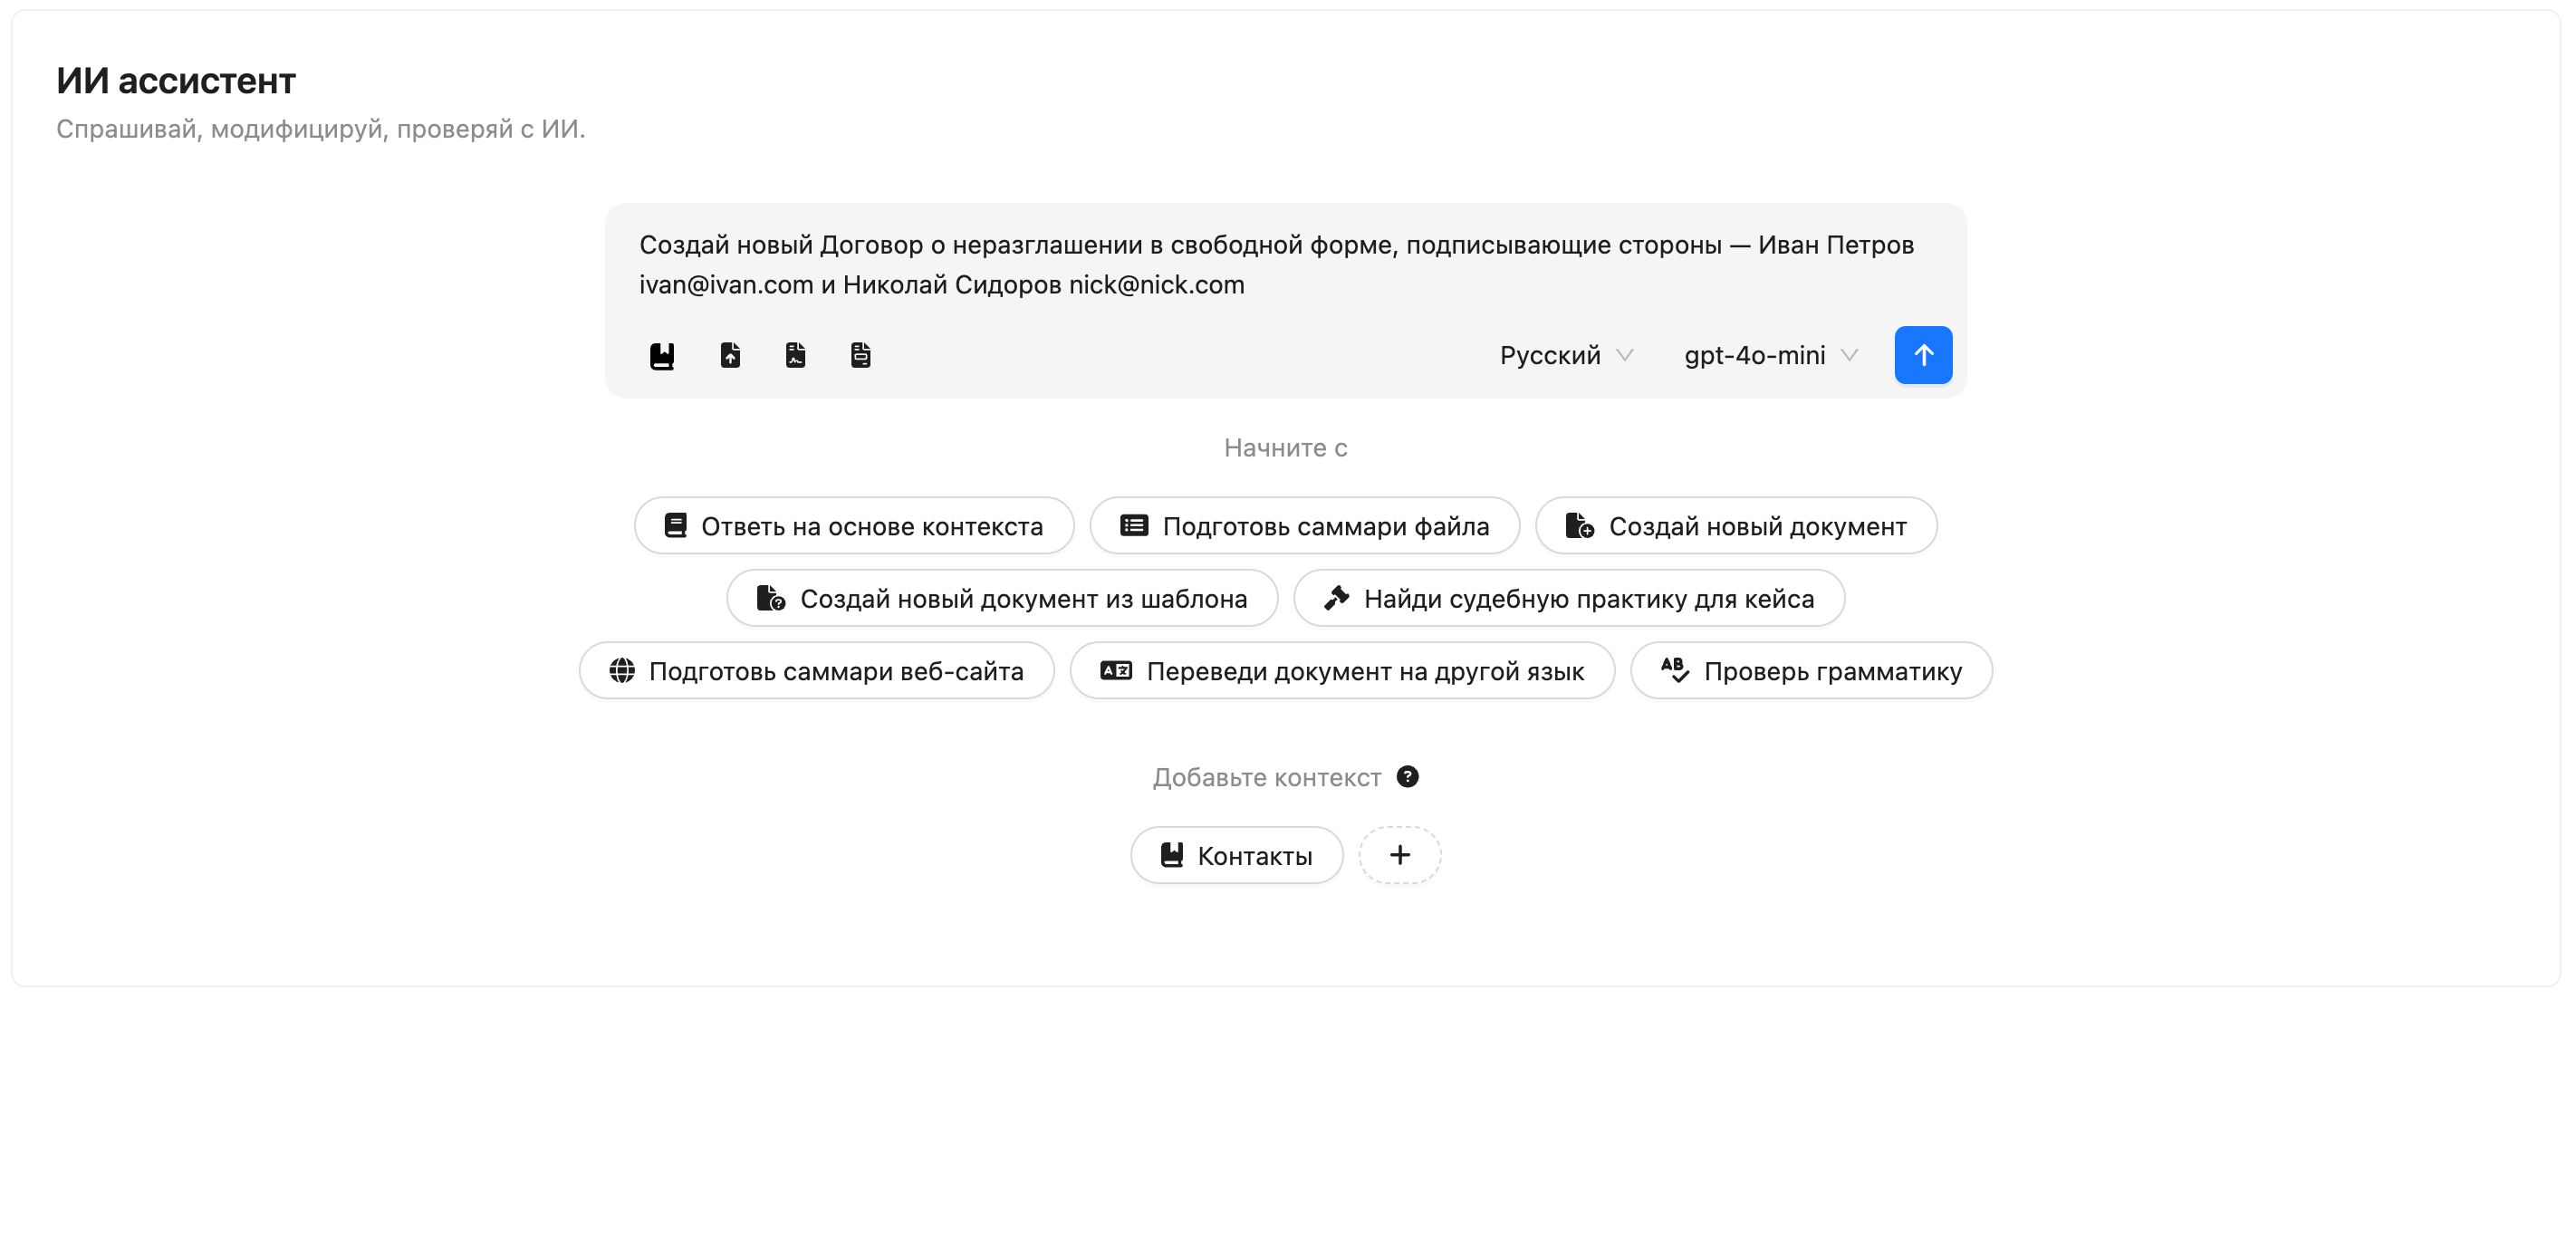 ИИ ассистент
Спрашивай, модифицируй, проверяй с ИИ.
Создай новый Договор о неразглашении в свободной форме, подписывающие стороны — Иван Петров
ivan@ivan.com и Николай Сидоров nick@nick.com
Русский
gpt-4o-mini
Начните с
Ответь на основе контекста
Подготовь саммари файла
Создай новый документ
Создай новый документ из шаблона
Найди судебную практику для кейса
Подготовь саммари веб-сайта
Переведи документ на другой язык
Проверь грамматику
Добавьте контекст
Контакты